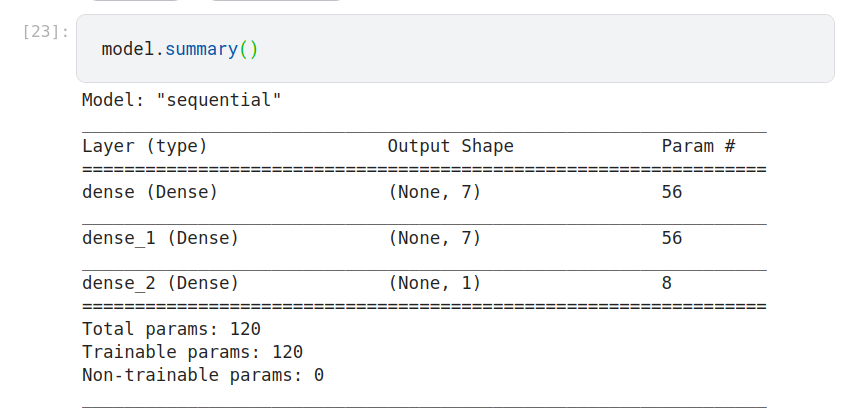 [23]:
model.summary()
Model: "sequential"
_________________________________________________________________
Layer (type)                 Output Shape              Param #
=================================================================
dense (Dense)                (None, 7)                 56
_________________________________________________________________
dense_1 (Dense)              (None, 7)                 56
_________________________________________________________________
dense_2 (Dense)              (None, 1)                 8
=================================================================
Total params: 120
Trainable params: 120
Non-trainable params: 0
_________________________________________________________________